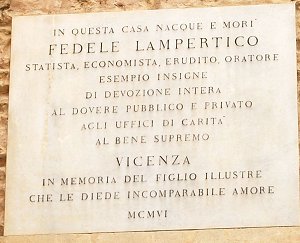 IN QUESTA CASA NACQUE E MORI'
FEDELE LAMPERTICO
STATISTA, ECONOMISTA, ERUDITO, ORATORE
ESEMPIO INSIGNE
DI DEVOZIONE INTERA
AL DOVERE PUBBLICO E PRIVATO
AGLI UFFICI DI CARITA'
AL BENE SUPREMO
VICENZA
IN MEMORIA DEL FIGLIO ILLUSTRE
CHE LE DIEDE INCOMPARABILE AMORE
MCMVI